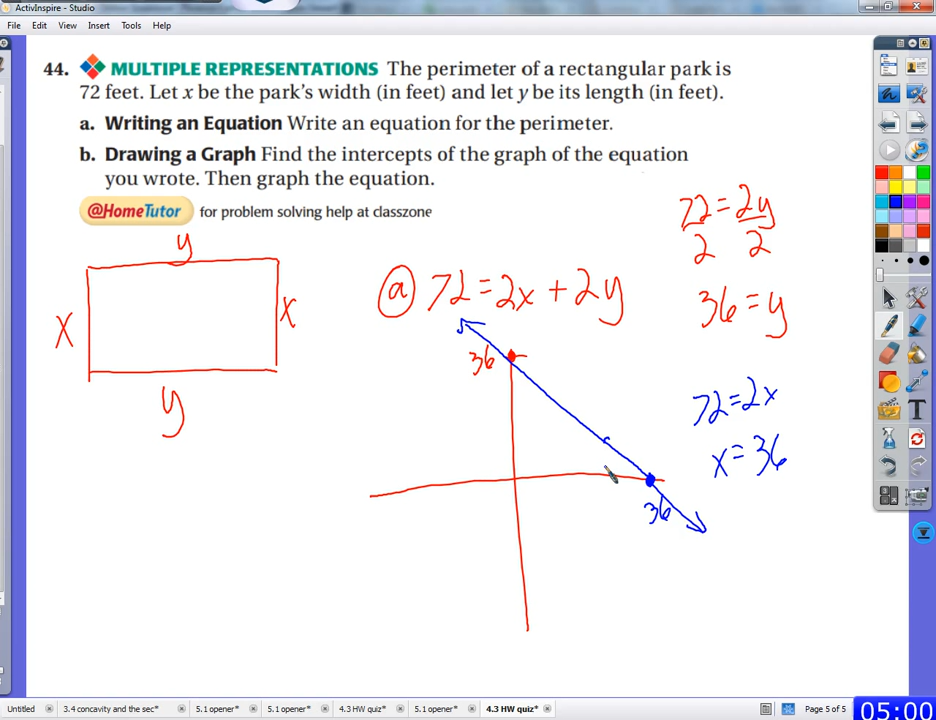 ActivInspire - Studio
File Edit View Insert Tools Help
44. MULTIPLE REPRESENTATIONS The perimeter of a rectangular park is
72 feet. Let x be the park's width (in feet) and let y be its length (in feet).
a. Writing an Equation Write an equation for the perimeter.
b. Drawing a Graph Find the intercepts of the graph of the equation
you wrote. Then graph the equation.
@HomeTutor for problem solving help at classzone
72 = 2y
2 2
36 = y
y
x
x
y
a 72 = 2x + 2y
36
36
72 = 2x
x = 36
Untitled 3.4 concavity and the sec* 5.1 opener* 5.1 opener* 4.3 HW quiz* 5.1 opener* 4.3 HW quiz* Page 5 of 5
05:00